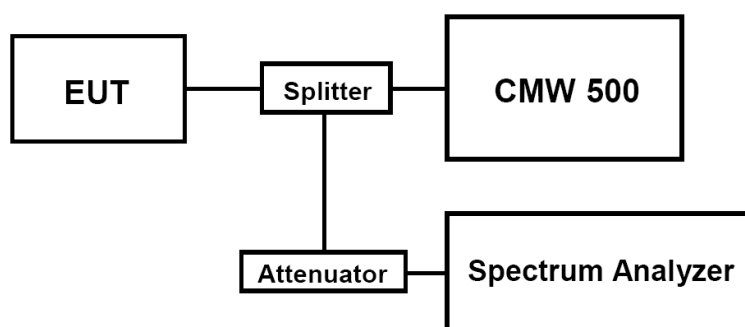 EUT
Splitter
CMW 500
Attenuator
Spectrum Analyzer